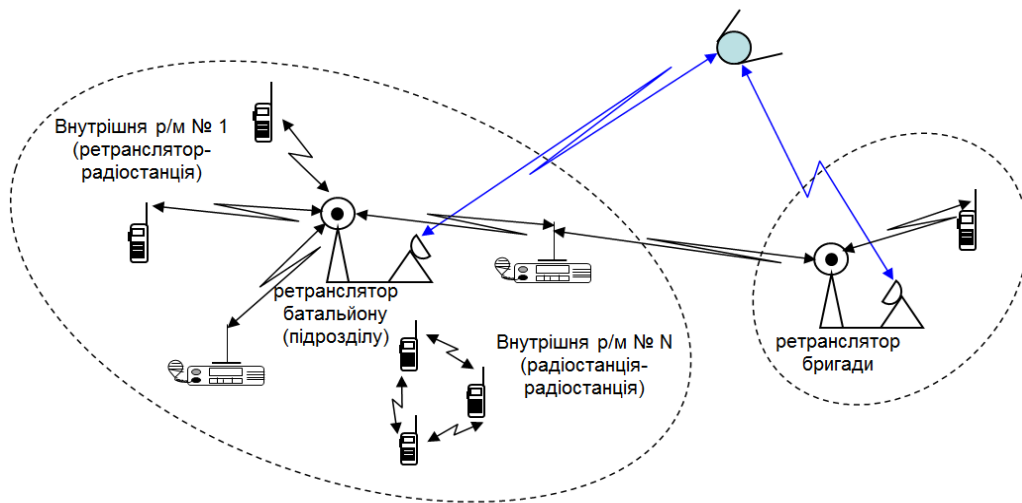 Внутрішня р/м № 1
(ретранслятор-
радіостанція)
ретранслятор
батальйону
(підрозділу)
Внутрішня р/м № N
(радіостанція-
радіостанція)
ретранслятор
бригади